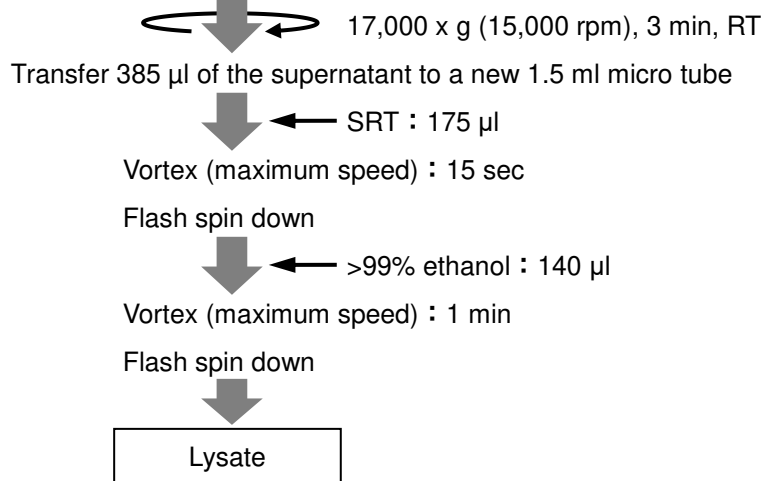 17,000 x g (15,000 rpm), 3 min, RT
Transfer 385 µl of the supernatant to a new 1.5 ml micro tube
SRT：175 µl
Vortex (maximum speed)：15 sec
Flash spin down
>99% ethanol：140 µl
Vortex (maximum speed)：1 min
Flash spin down
Lysate